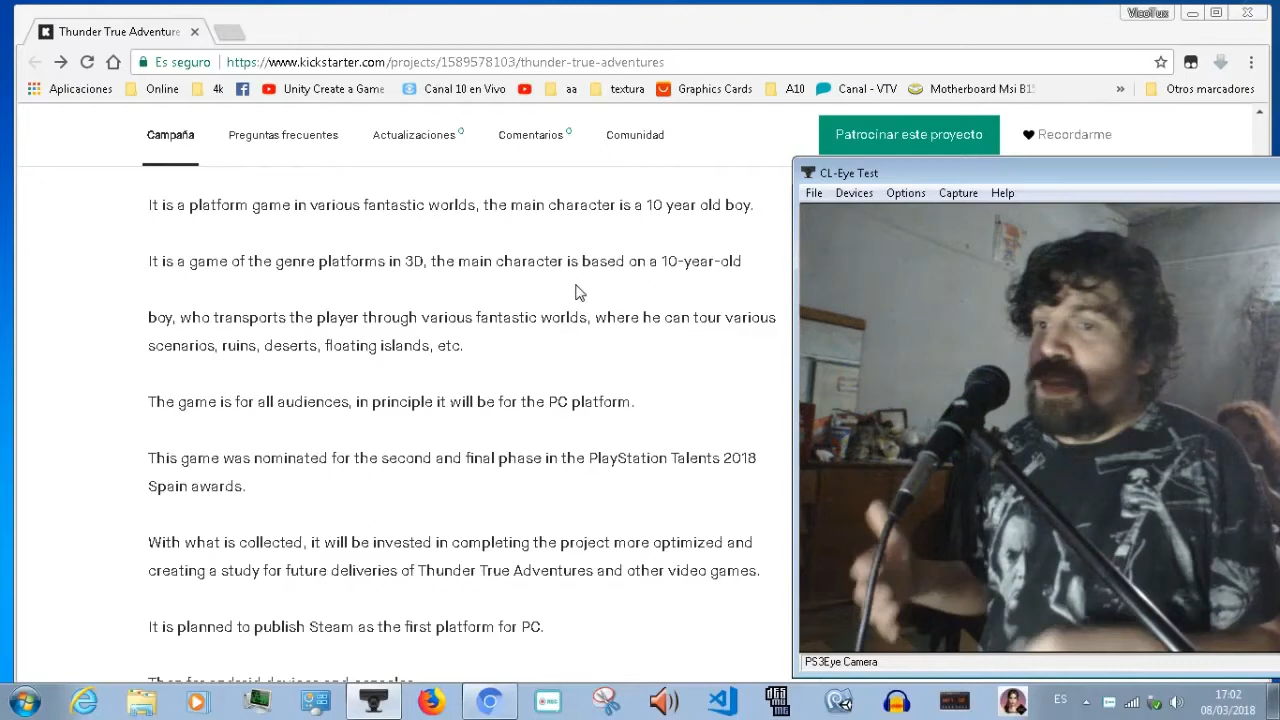 VicoTux
Thunder True Adventure
Es seguro
https://www.kickstarter.com/projects/1589578103/thunder-true-adventures
Aplicaciones Online 4k Unity Create a Game Canal 10 en Vivo aa textura Graphics Cards A10 Canal - VTV Motherboard Msi B1 » Otros marcadores
Campaña Preguntas frecuentes Actualizaciones 0 Comentarios 0 Comunidad Patrocinar este proyecto Recordarme
It is a platform game in various fantastic worlds, the main character is a 10 year old boy.
It is a game of the genre platforms in 3D, the main character is based on a 10-year-old
boy, who transports the player through various fantastic worlds, where he can tour various
scenarios, ruins, deserts, floating islands, etc.
The game is for all audiences, in principle it will be for the PC platform.
This game was nominated for the second and final phase in the PlayStation Talents 2018
Spain awards.
With what is collected, it will be invested in completing the project more optimized and
creating a study for future deliveries of Thunder True Adventures and other video games.
It is planned to publish Steam as the first platform for PC.
Then for android devices and consoles
CL-Eye Test
File Devices Options Capture Help
PS3Eye Camera
ES
17:02
08/03/2018